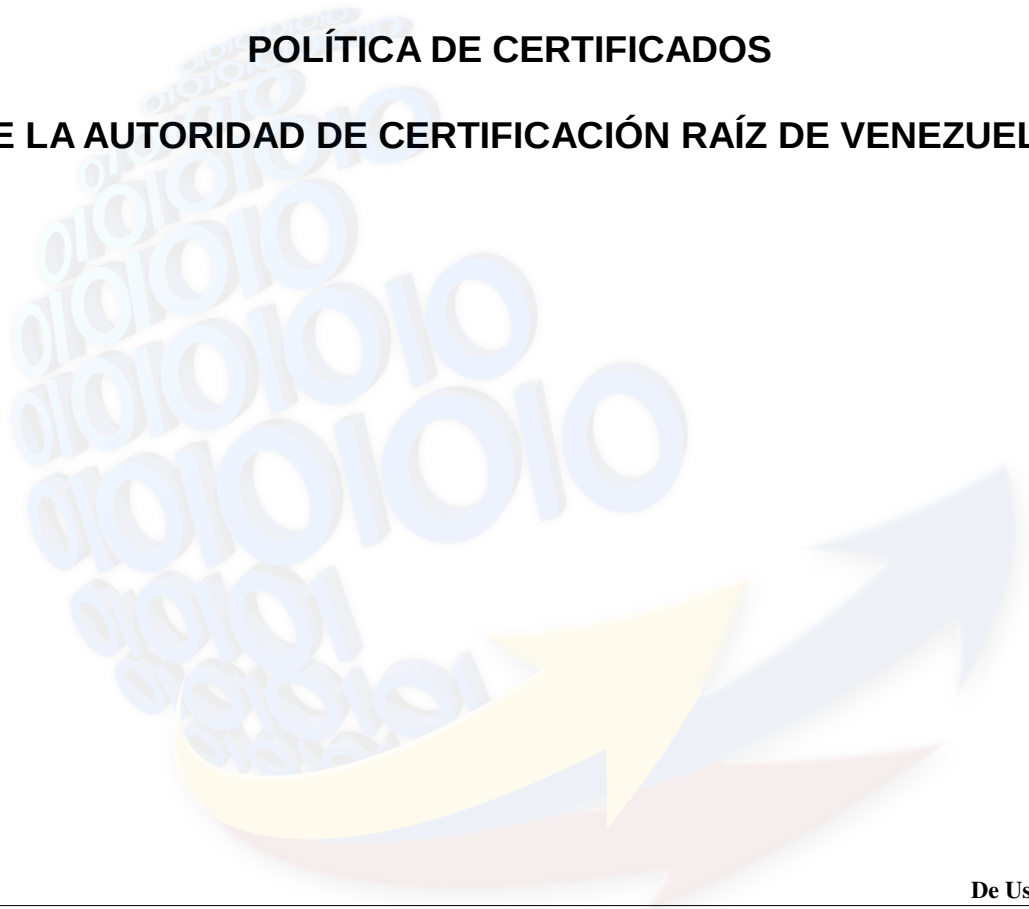 POLÍTICA DE CERTIFICADOS
E LA AUTORIDAD DE CERTIFICACIÓN RAÍZ DE VENEZUEL
De Us